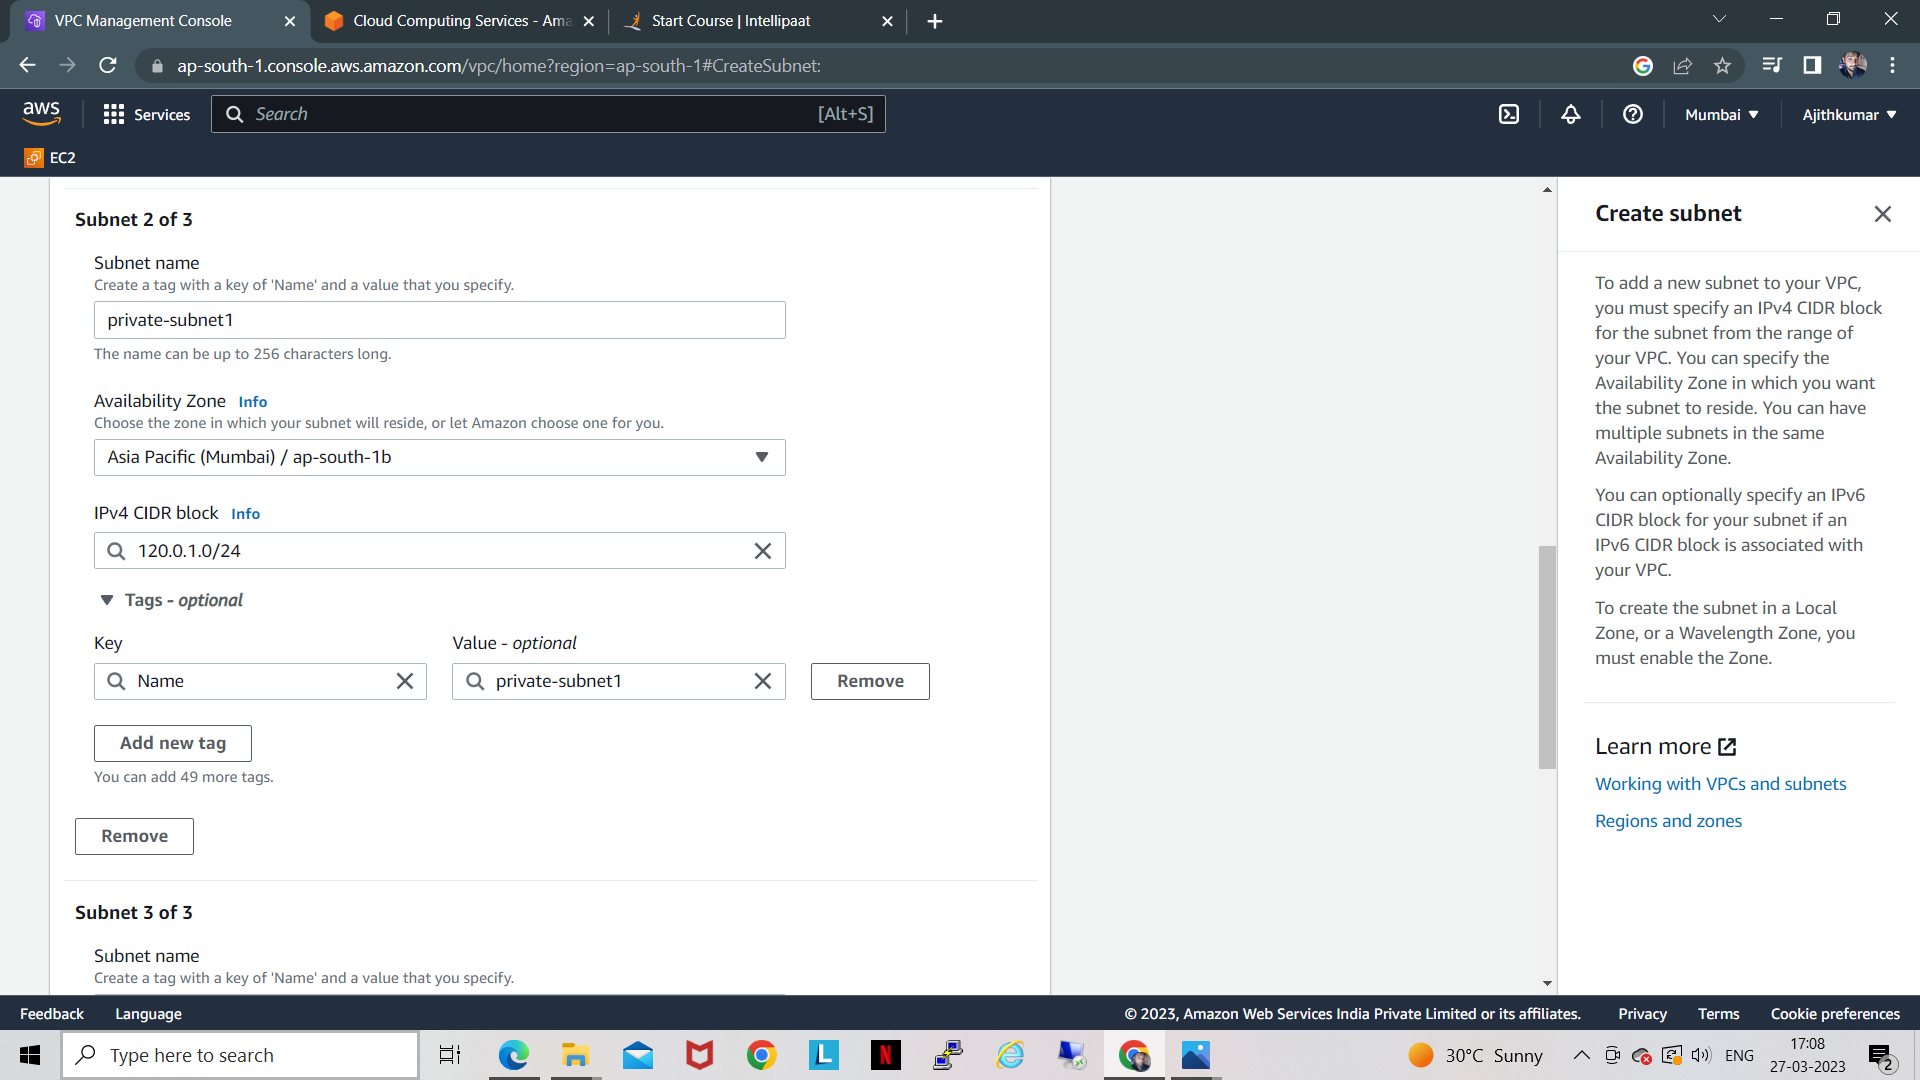 VPC Management Console
Cloud Computing Services - Ama
Start Course | Intellipaat
ap-south-1.console.aws.amazon.com/vpc/home?region=ap-south-1#CreateSubnet:
aws
Services
Search
[Alt+S]
Mumbai
Ajithkumar
EC2
Subnet 2 of 3
Subnet name
Create a tag with a key of 'Name' and a value that you specify.
private-subnet1
The name can be up to 256 characters long.
Availability Zone Info
Choose the zone in which your subnet will reside, or let Amazon choose one for you.
Asia Pacific (Mumbai) / ap-south-1b
IPv4 CIDR block Info
120.0.1.0/24
Tags - optional
Key
Value - optional
Name
private-subnet1
Remove
Add new tag
You can add 49 more tags.
Remove
Subnet 3 of 3
Subnet name
Create a tag with a key of 'Name' and a value that you specify.
Create subnet
To add a new subnet to your VPC,
you must specify an IPv4 CIDR block
for the subnet from the range of
your VPC. You can specify the
Availability Zone in which you want
the subnet to reside. You can have
multiple subnets in the same
Availability Zone.
You can optionally specify an IPv6
CIDR block for your subnet if an
IPv6 CIDR block is associated with
your VPC.
To create the subnet in a Local
Zone, or a Wavelength Zone, you
must enable the Zone.
Learn more
Working with VPCs and subnets
Regions and zones
Feedback
Language
© 2023, Amazon Web Services India Private Limited or its affiliates.
Privacy
Terms
Cookie preferences
Type here to search
L
N
30°C Sunny
ENG
17:08
27-03-2023
2